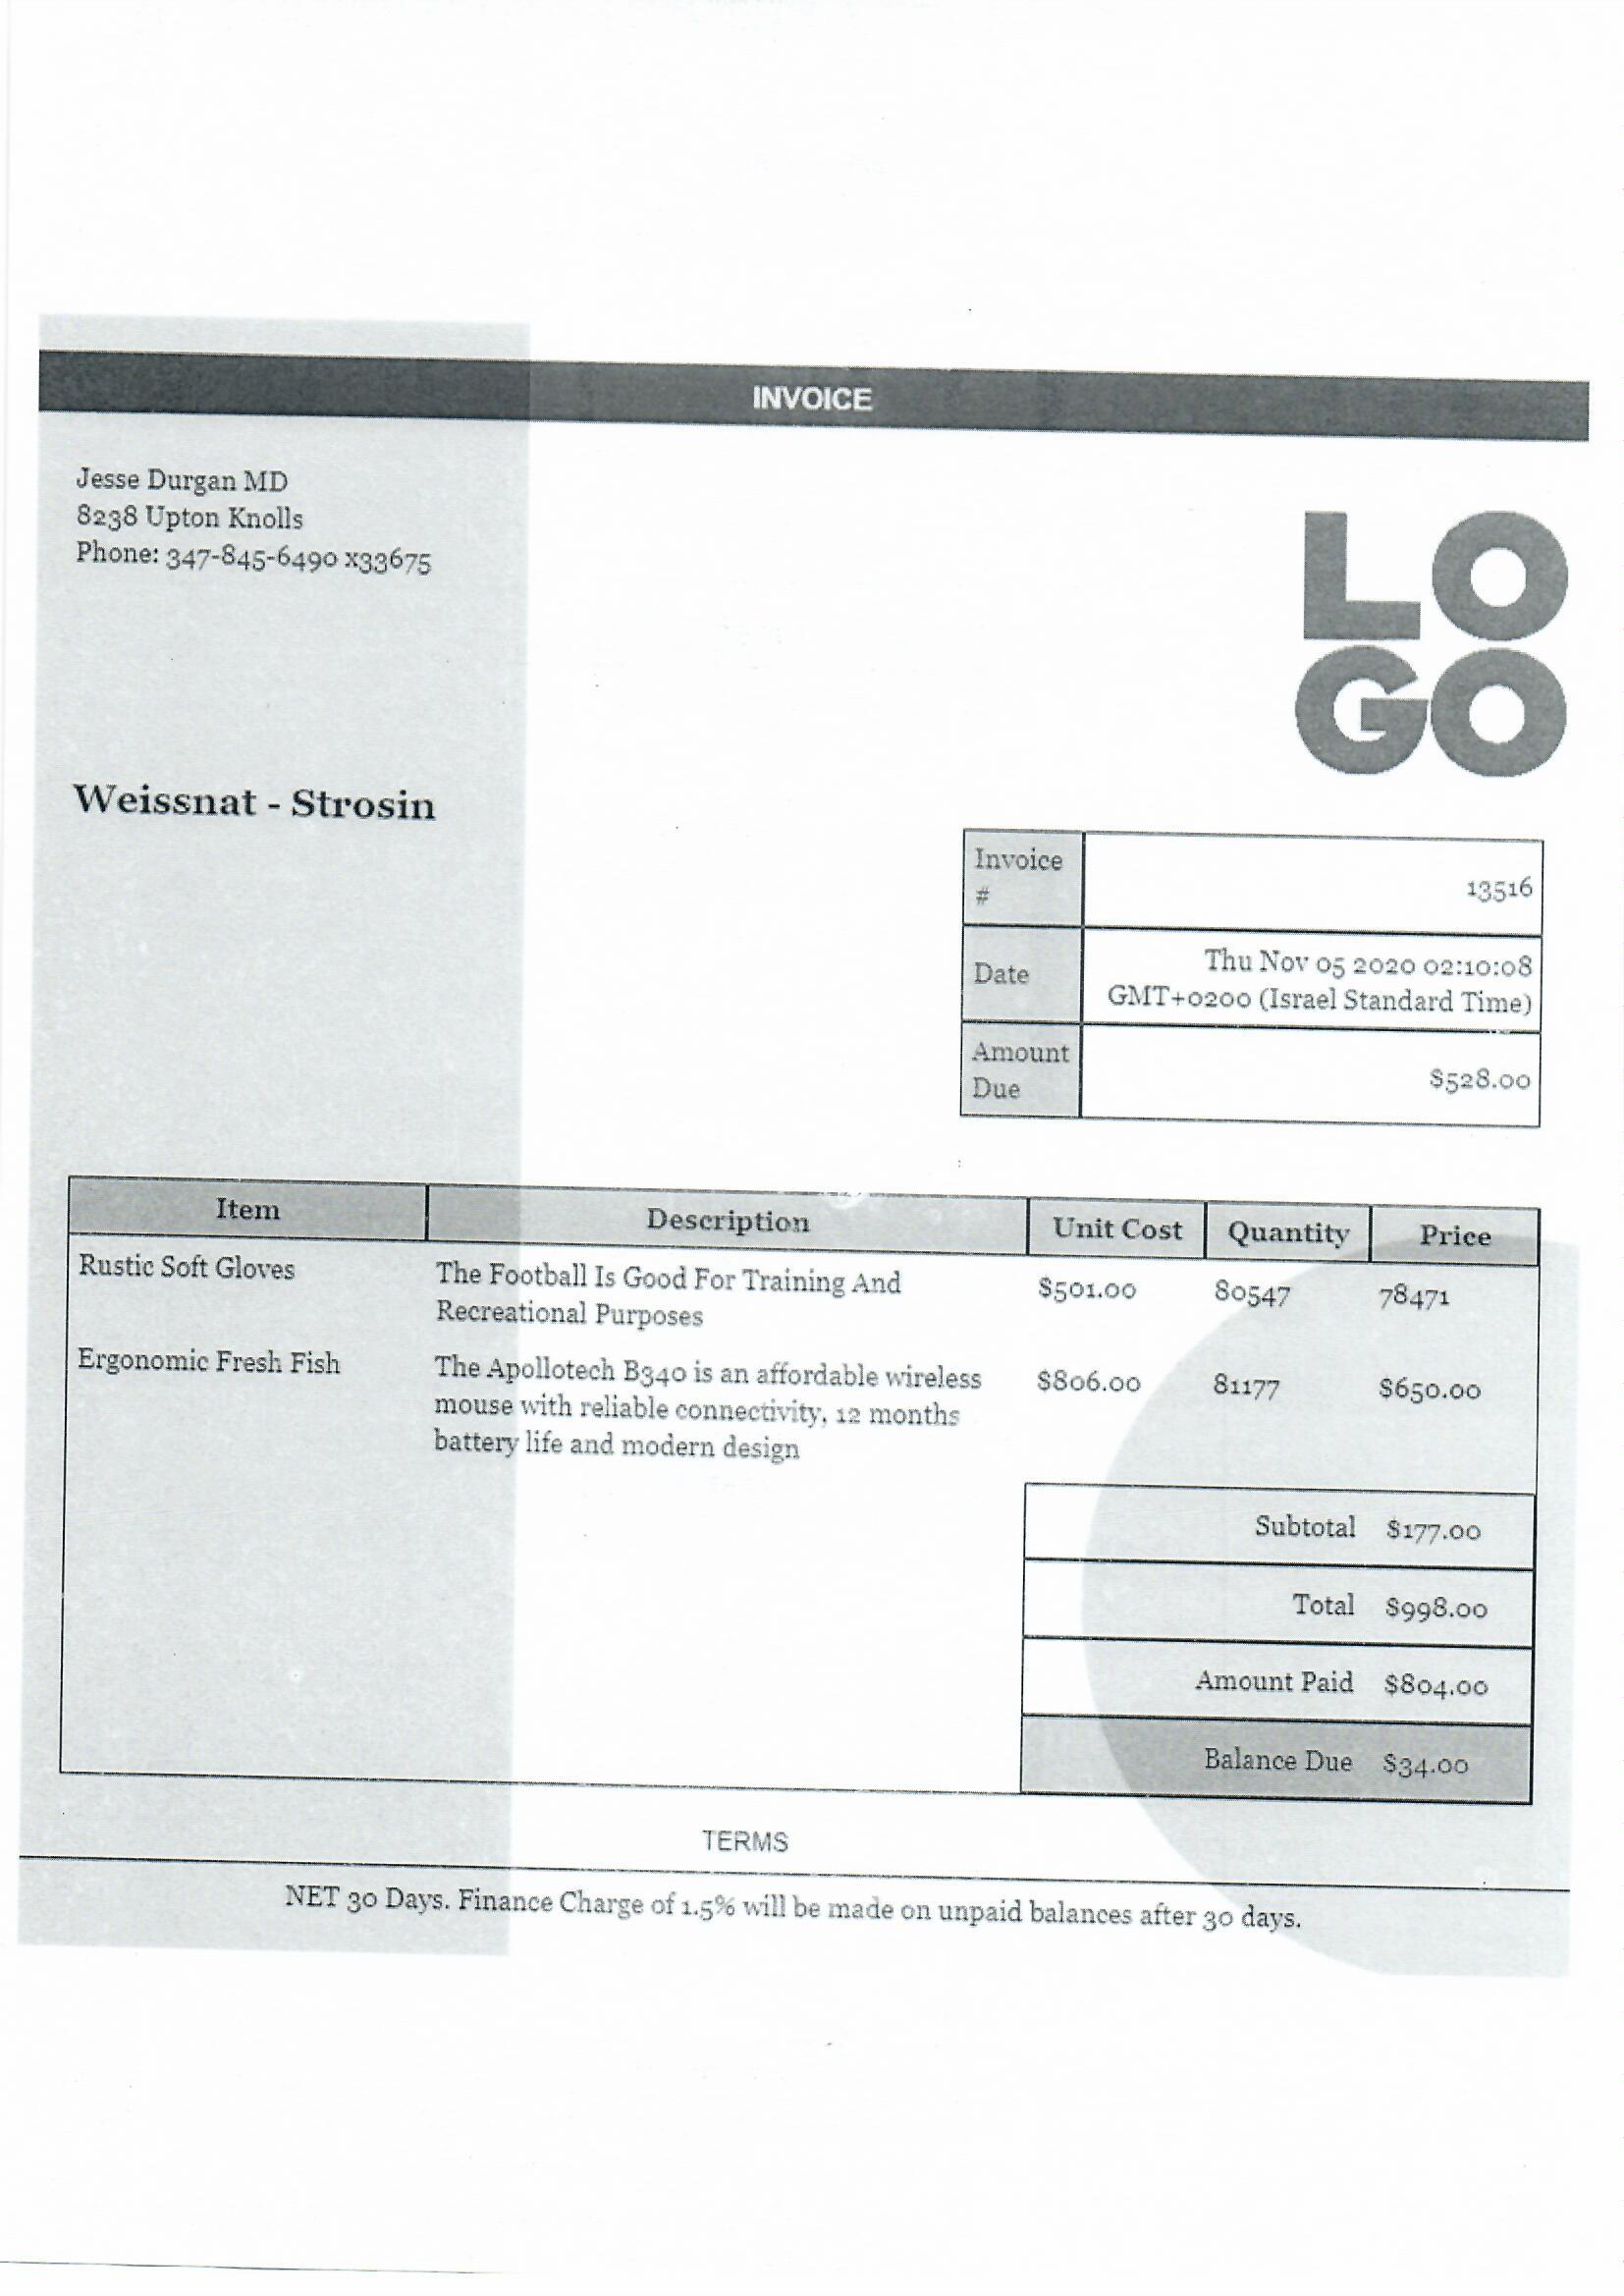 INVOICE
Jesse Durgan MD
8238 Upton Knolls
Phone: 347-845-6490 x33675
LO
GO
Weissnat - Strosin
Invoice
#
13516
Date
Thu Nov 05 2020 02:10:08
GMT+0200 (Israel Standard Time)
Amount
Due
$528.00
Item Description Unit Cost Quantity Price
Rustic Soft Gloves The Football Is Good For Training And $501.00 80547 78471
Recreational Purposes
Ergonomic Fresh Fish The Apollotech B340 is an affordable wireless $806.00 81177 $650.00
mouse with reliable connectivity, 12 months
battery life and modern design
Subtotal $177.00
Total $998.00
Amount Paid $804.00
Balance Due $34.00
TERMS
NET 30 Days. Finance Charge of 1.5% will be made on unpaid balances after 30 days.